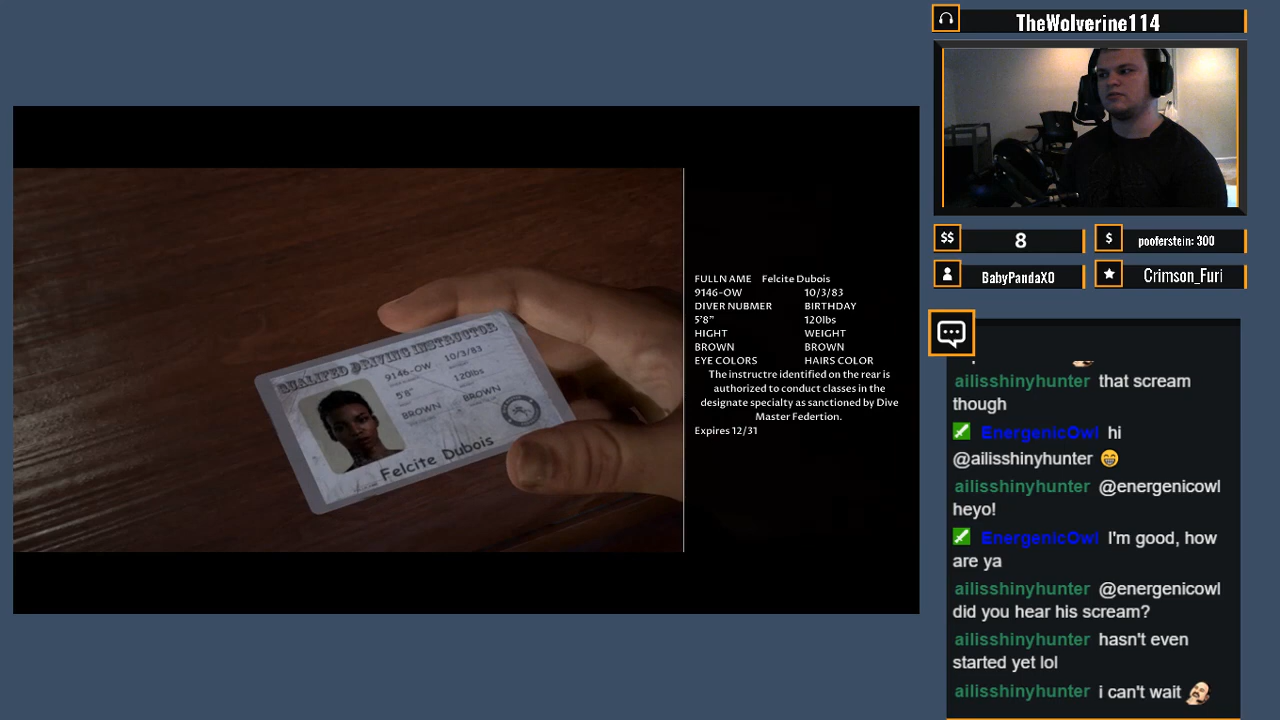 TheWolverine114
$$ 8
$ pooferstein: 300
BabyPandaXO
Crimson_Furi
QUALIFED DRIVING INSTRUCTOR
9146-OW 10/3/83
5'8" 120lbs
BROWN BROWN
Felcite Dubois
FULLN AME Felcite Dubois
9146-OW 10/3/83
DIVER NUBMER BIRTHDAY
5'8" 120lbs
HIGHT WEIGHT
BROWN BROWN
EYE COLORS HAIRS COLOR
The instructre identified on the rear is
authorized to conduct classes in the
designate specialty as sanctioned by Dive
Master Federtion.
Expires 12/31
ailisshinyhunter that scream
though
EnergenicOwl hi
@ailisshinyhunter 😁
ailisshinyhunter @energenicowl
heyo!
EnergenicOwl I'm good, how
are ya
ailisshinyhunter @energenicowl
did you hear his scream?
ailisshinyhunter hasn't even
started yet lol
ailisshinyhunter i can't wait